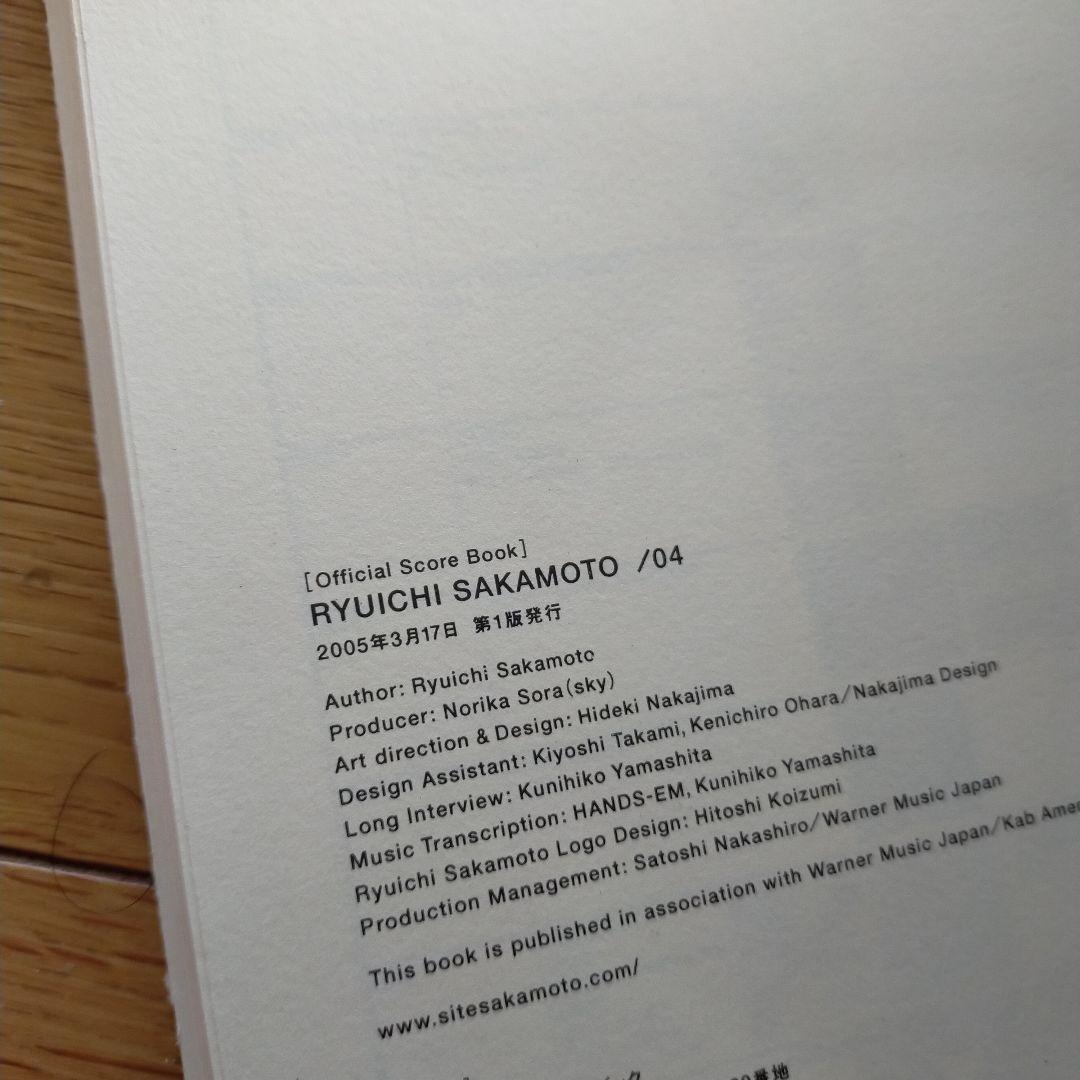 [Official Score Book]
RYUICHI SAKAMOTO /04
2005年3月17日 第1版発行
Author: Ryuichi Sakamoto
Producer: Norika Sora(sky)
Art direction & Design: Hideki Nakajima
Design Assistant: Kiyoshi Takami, Kenichiro Ohara/Nakajima Design
Long Interview: Kunihiko Yamashita
Music Transcription: HANDS-EM, Kunihiko Yamashita
Ryuichi Sakamoto Logo Design: Hitoshi Koizumi
Production Management: Satoshi Nakashiro/Warner Music Japan
This book is published in association with Warner Music Japan/Kab
www.sitesakamoto.com/
番地